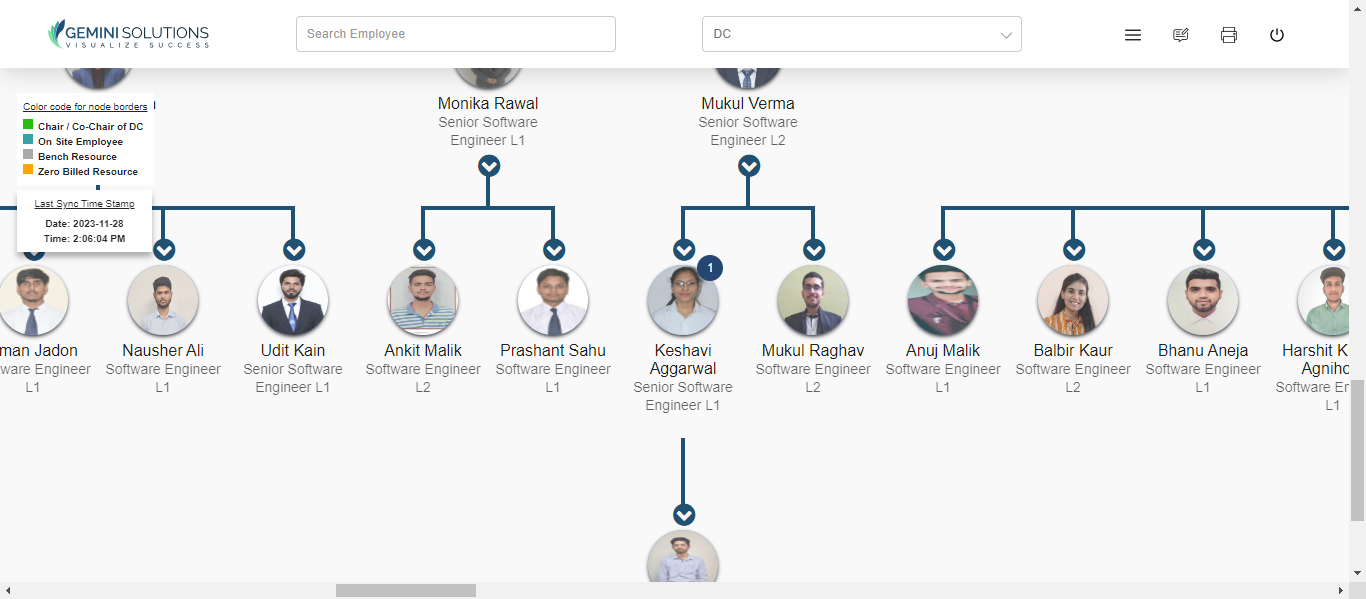 GEMINI SOLUTIONS
VISUALIZE SUCCESS
Search Employee
DC
Color code for node borders
Chair / Co-Chair of DC
On Site Employee
Bench Resource
Zero Billed Resource
Last Sync Time Stamp
Date: 2023-11-28
Time: 2:06:04 PM
Monika Rawal
Senior Software
Engineer L1
Mukul Verma
Senior Software
Engineer L2
man Jadon
ware Engineer
L1
Nausher Ali
Software Engineer
L1
Udit Kain
Senior Software
Engineer L1
Ankit Malik
Software Engineer
L2
Prashant Sahu
Software Engineer
L1
1
Keshavi
Aggarwal
Senior Software
Engineer L1
Mukul Raghav
Software Engineer
L2
Anuj Malik
Software Engineer
L1
Balbir Kaur
Software Engineer
L2
Bhanu Aneja
Software Engineer
L1
Harshit K
Agniho
Software En
L1